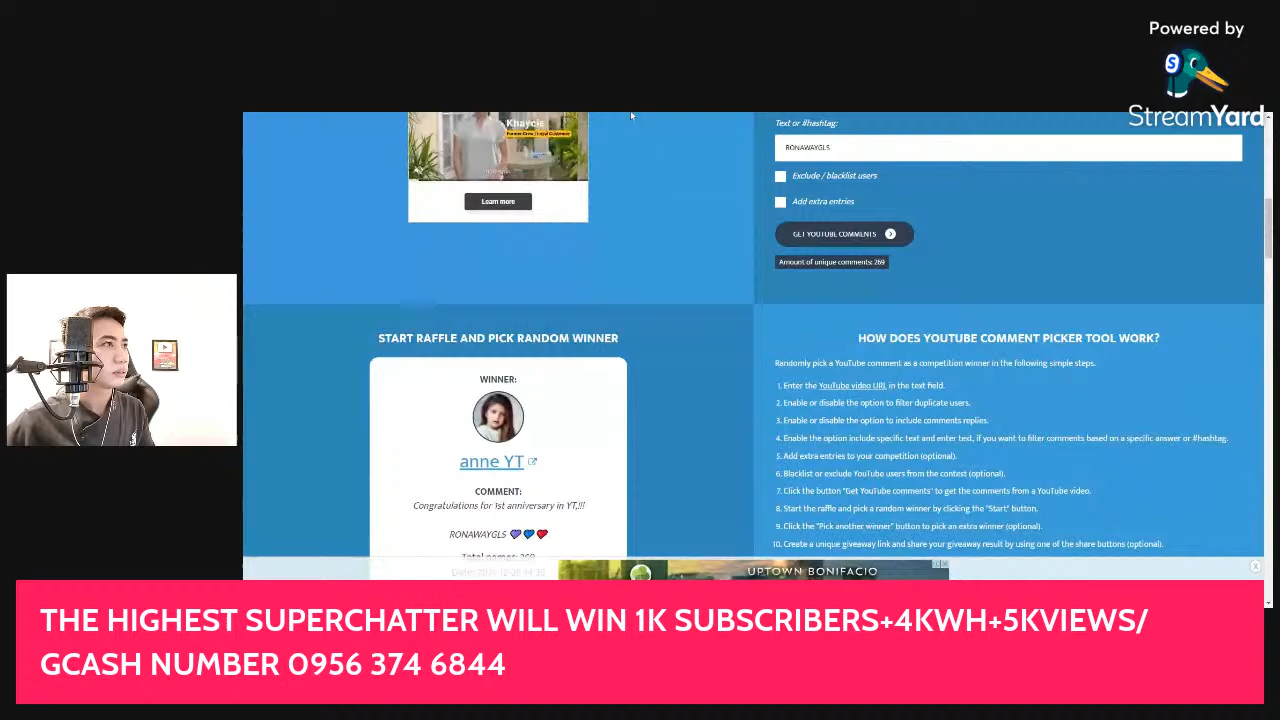 Powered by
StreamYard
Khaycie
Learn more
Text or #hashtag:
RONAWAYGLS
Exclude / blacklist users
Add extra entries
GET YOUTUBE COMMENTS
Amount of unique comments: 269
START RAFFLE AND PICK RANDOM WINNER
WINNER:
anne YT
COMMENT:
Congratulations for 1st anniversary in YT,!!!
RONAWAYGLS 💜 💙 ❤️
Total names: 269
HOW DOES YOUTUBE COMMENT PICKER TOOL WORK?
Randomly pick a YouTube comment as a competition winner in the following simple steps.
1. Enter the YouTube video URL in the text field.
2. Enable or disable the option to filter duplicate users.
3. Enable or disable the option to include comments replies.
4. Enable the option include specific text and enter text, if you want to filter comments based on a specific answer or #hashtag.
5. Add extra entries to your competition (optional).
6. Blacklist or exclude YouTube users from the contest (optional).
7. Click the button "Get YouTube comments" to get the comments from a YouTube video.
8. Start the raffle and pick a random winner by clicking the "Start" button.
9. Click the "Pick another winner" button to pick an extra winner (optional).
10. Create a unique giveaway link and share your giveaway result by using one of the share buttons (optional).
UPTOWN BONIFACIO
THE HIGHEST SUPERCHATTER WILL WIN 1K SUBSCRIBERS+4KWH+5KVIEWS/
GCASH NUMBER 0956 374 6844